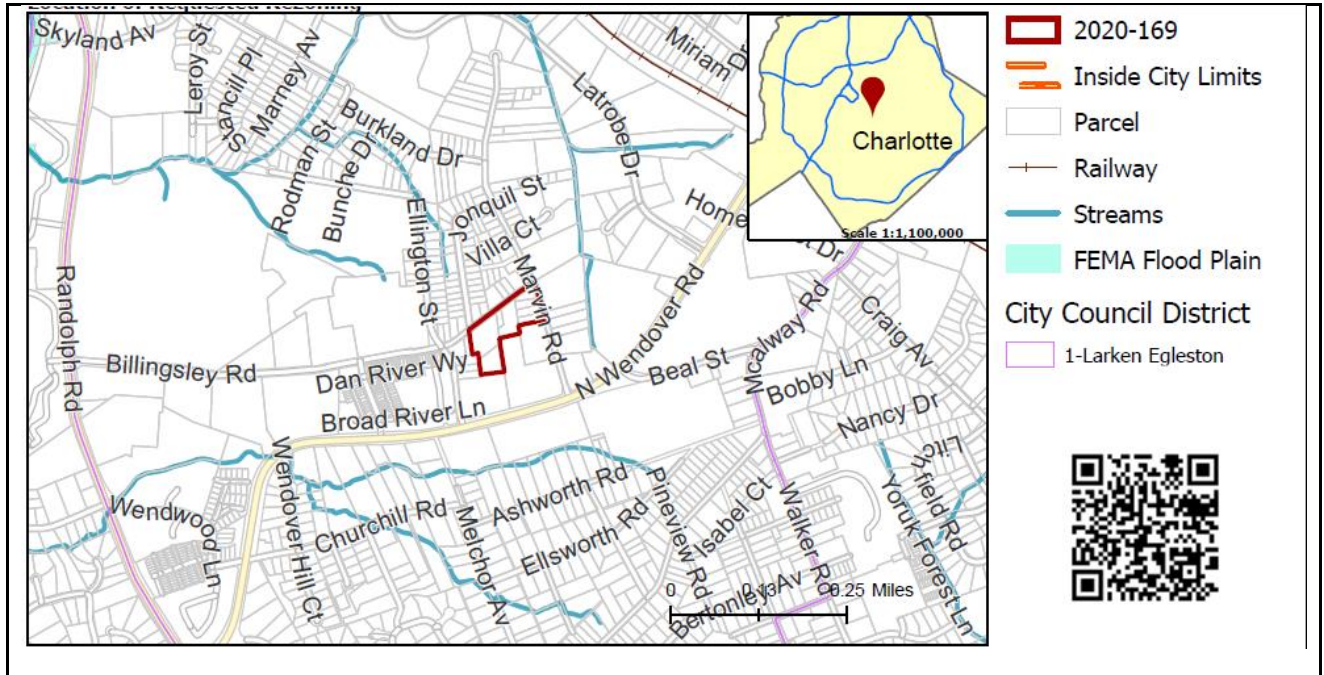 Skyland Av
Leroy St
Stancill Pl
Marney Av
Burkland Dr
Rodman St
Bunche Dr
Ellington St
Jonquil St
Villa Ct
Marvin Rd
Latrobe Dr
Miriam Dr
Randolph Rd
Billingsley Rd
Dan River Wy
Broad River Ln
N Wendover Rd
Beal St
Mcalway Rd
Craig Av
Bobby Ln
Nancy Dr
Litchfield Rd
Yoruk Forest Ln
Wendwood Ln
Wendover Hill Ct
Churchill Rd
Melchor Av
Ashworth Rd
Ellsworth Rd
Pineview Rd
Isabel Ct
Walker Rd
Bertonley Av
0 0.13 0.25 Miles
Charlotte
Scale 1:1,100,000
2020-169
Inside City Limits
Parcel
Railway
Streams
FEMA Flood Plain
City Council District
1-Larken Egleston